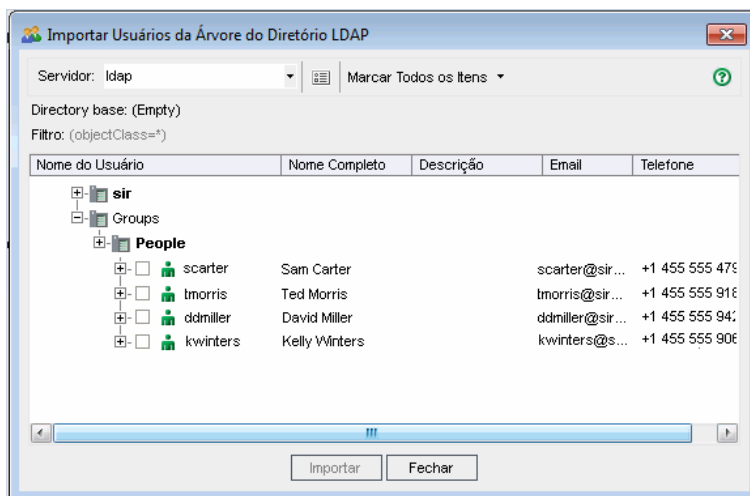 Importar Usuários da Árvore do Diretório LDAP
Servidor: ldap Marcar Todos os Itens
Directory base: (Empty)
Filtro: (objectClass=*)
Nome do Usuário Nome Completo Descrição Email Telefone
sir
Groups
People
scarter Sam Carter scarter@sir... +1 455 555 479
tmorris Ted Morris tmorris@sir... +1 455 555 918
ddmiller David Miller ddmiller@sir... +1 455 555 942
kwinters Kelly Winters kwinters@s... +1 455 555 906
Importar Fechar